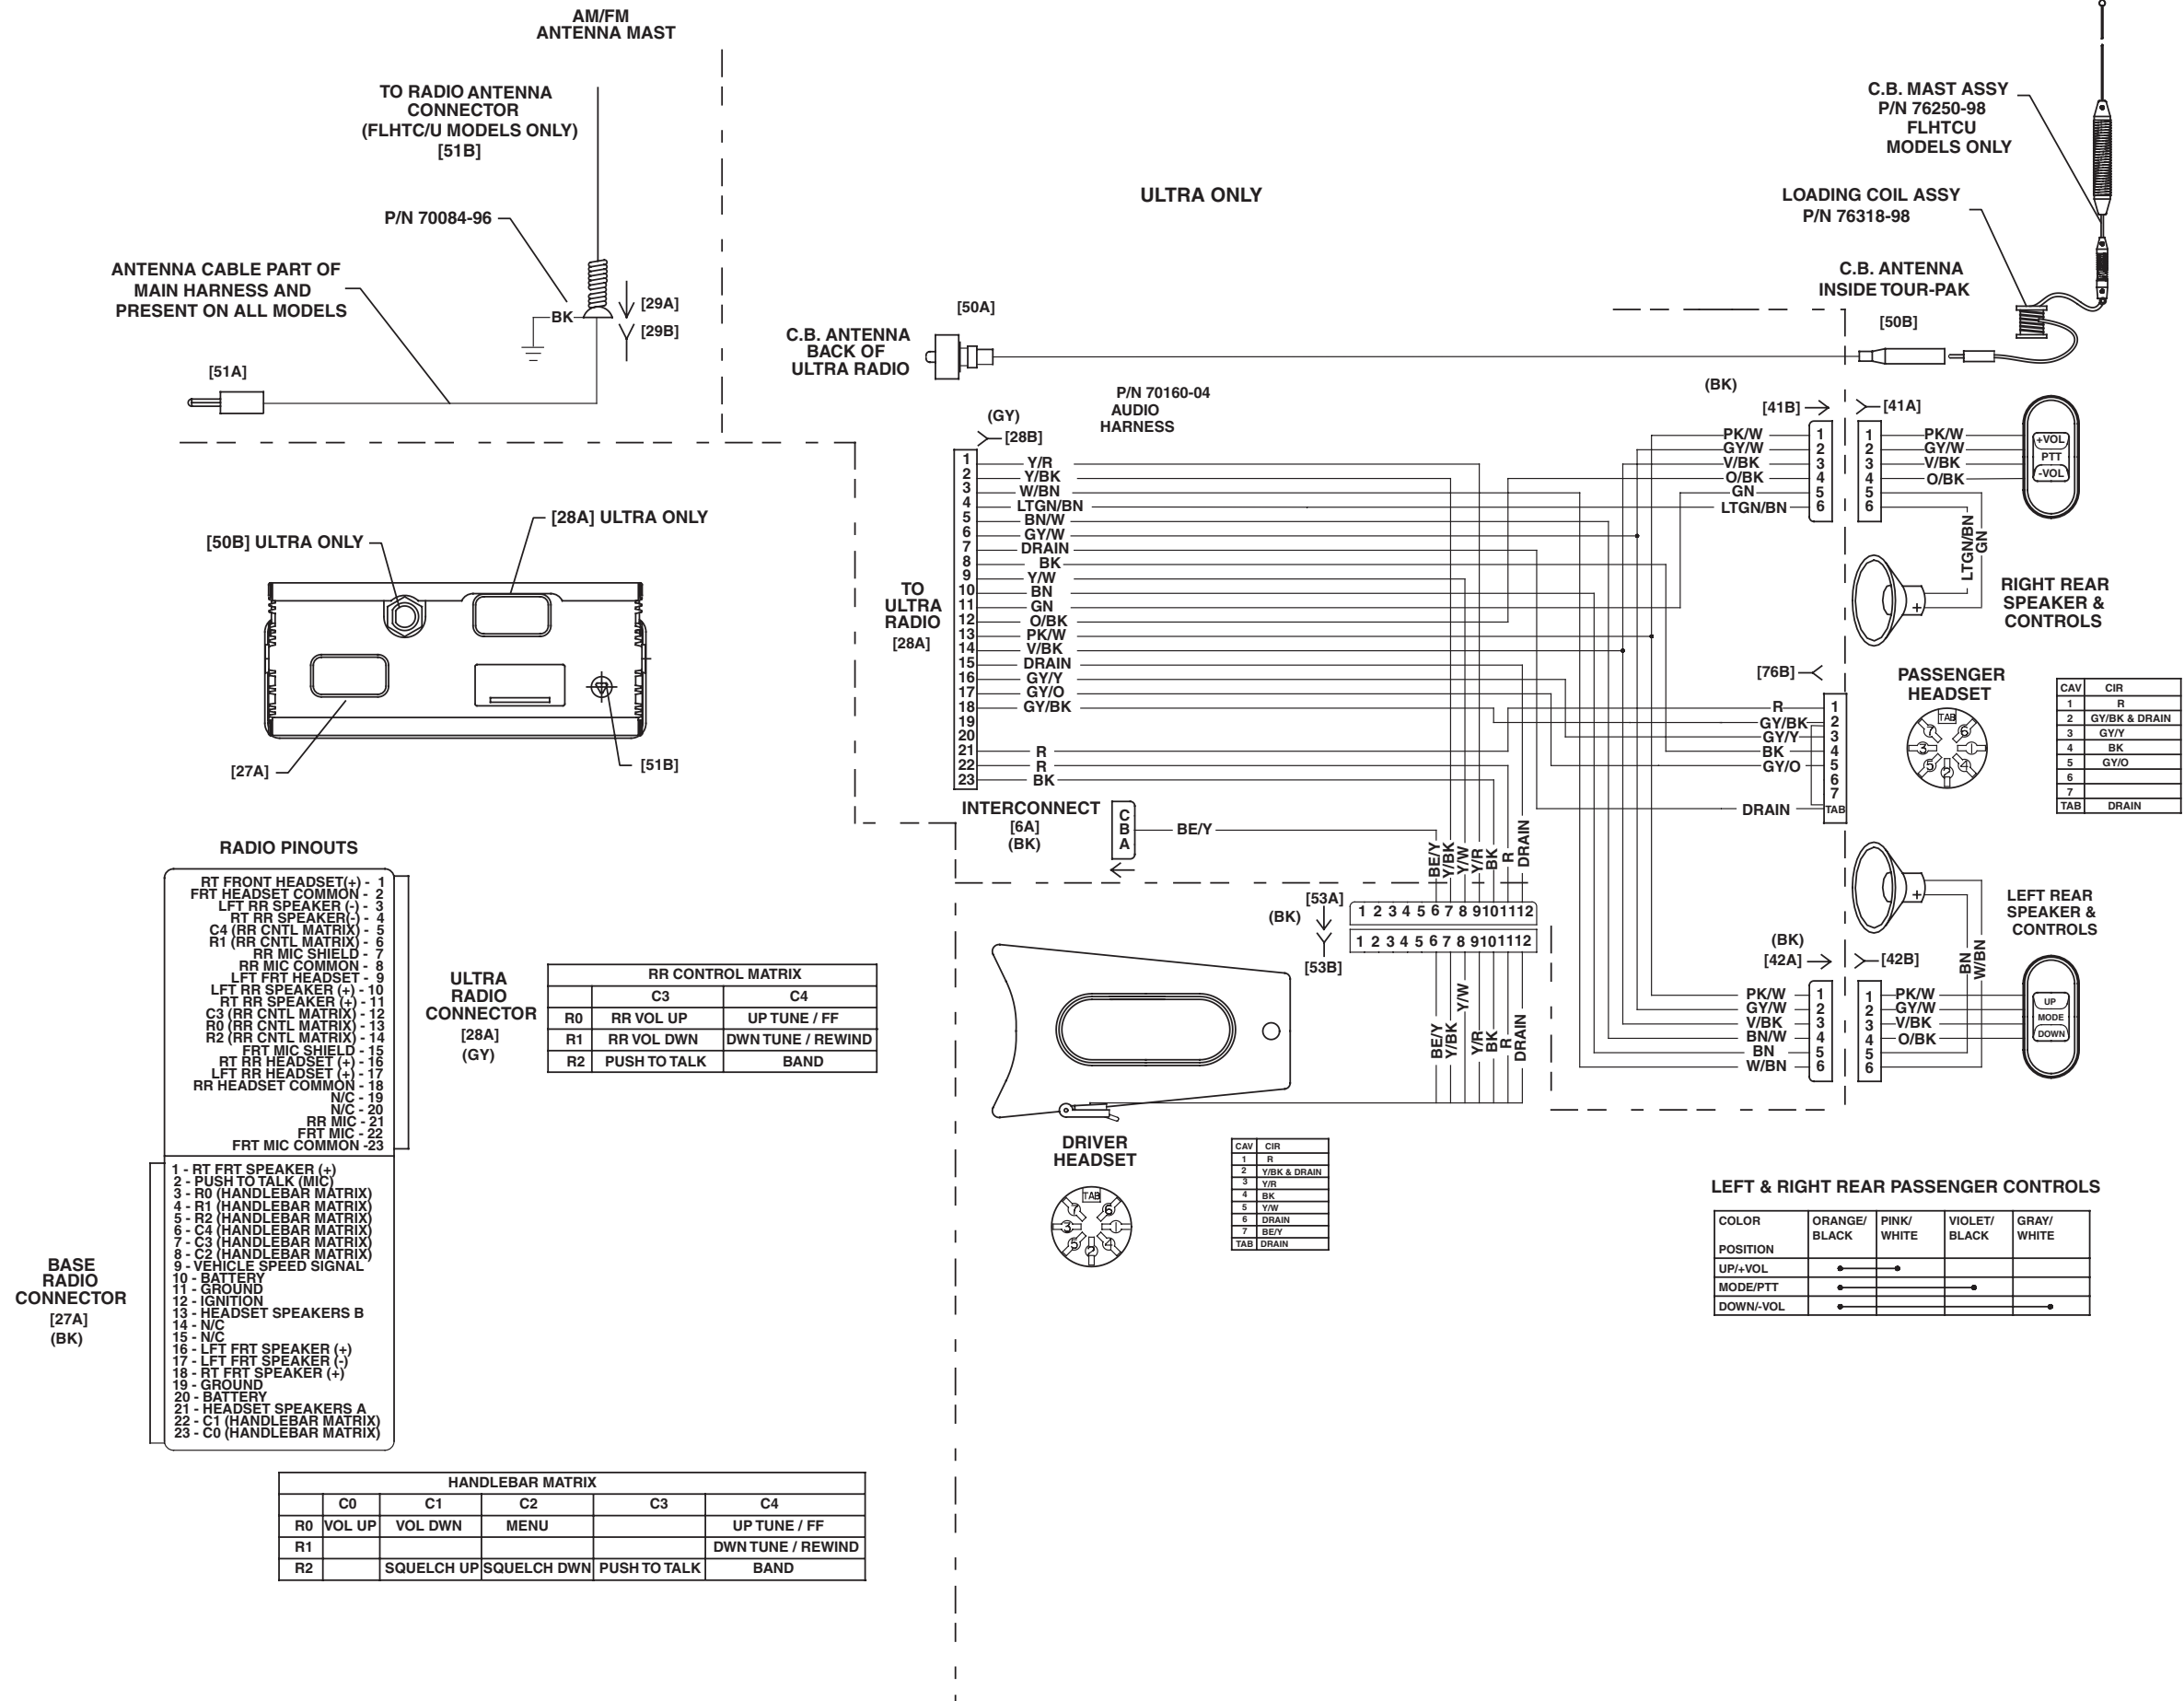 AM/FM
ANTENNA MAST
TO RADIO ANTENNA
CONNECTOR
(FLHTC/U MODELS ONLY)
[51B]
P/N 70084-96
ANTENNA CABLE PART OF
MAIN HARNESS AND
PRESENT ON ALL MODELS
BK
[29A]
[29B]
[51A]
ULTRA ONLY
C.B. MAST ASSY
P/N 76250-98
FLHTCU
MODELS ONLY
LOADING COIL ASSY
P/N 76318-98
C.B. ANTENNA
INSIDE TOUR-PAK
[50B]
[50A]
C.B. ANTENNA
BACK OF
ULTRA RADIO
P/N 70160-04
AUDIO
HARNESS
(GY)
[28B]
1 Y/R
2 Y/BK
3 W/BN
4 LTGN/BN
5 BN/W
6 GY/W
7 DRAIN
8 BK
9 Y/W
10 BN
11 GN
12 O/BK
13 PK/W
14 V/BK
15 DRAIN
16 GY/Y
17 GY/O
18 GY/BK
19
20
21 R
22 R
23 BK
TO
ULTRA
RADIO
[28A]
(BK)
[41B]
[41A]
PK/W 1 1 PK/W
GY/W 2 2 GY/W
V/BK 3 3 V/BK
O/BK 4 4 O/BK
GN 5 5
LTGN/BN 6 6
LTGN/BN
GN
+VOL
PTT
-VOL
+
RIGHT REAR
SPEAKER &
CONTROLS
[76B]
R 1
GY/BK 2
GY/Y 3
BK 4
GY/O 5
6
7
DRAIN TAB
PASSENGER
HEADSET
TAB
7 6
3 1
5 2 4
CAV CIR
1 R
2 GY/BK & DRAIN
3 GY/Y
4 BK
5 GY/O
6
7
TAB DRAIN
[50B] ULTRA ONLY
[28A] ULTRA ONLY
[27A]
[51B]
INTERCONNECT
[6A]
(BK)
C
B
A
BE/Y
BE/Y
Y/BK
Y/W
Y/R
BK
R
DRAIN
[53A]
(BK)
[53B]
1 2 3 4 5 6 7 8 9 10 11 12
1 2 3 4 5 6 7 8 9 10 11 12
BE/Y
Y/BK
Y/W
Y/R
BK
R
DRAIN
+
LEFT REAR
SPEAKER &
CONTROLS
BN
W/BN
(BK)
[42A]
[42B]
PK/W 1 1 PK/W
GY/W 2 2 GY/W
V/BK 3 3 V/BK
BN/W 4 4 O/BK
BN 5 5
W/BN 6 6
UP
MODE
DOWN
DRIVER
HEADSET
TAB
7 6
3 1
5 2 4
CAV CIR
1 R
2 Y/BK & DRAIN
3 Y/R
4 BK
5 Y/W
6 DRAIN
7 BE/Y
TAB DRAIN
LEFT & RIGHT REAR PASSENGER CONTROLS
COLOR ORANGE/ PINK/ VIOLET/ GRAY/
BLACK WHITE BLACK WHITE
POSITION
UP/+VOL
MODE/PTT
DOWN/-VOL
RADIO PINOUTS
RT FRONT HEADSET(+) - 1
FRT HEADSET COMMON - 2
LFT RR SPEAKER (-) - 3
RT RR SPEAKER(-) - 4
C4 (RR CNTL MATRIX) - 5
R1 (RR CNTL MATRIX) - 6
RR MIC SHIELD - 7
RR MIC COMMON - 8
LFT FRT HEADSET - 9
LFT RR SPEAKER (+) - 10
RT RR SPEAKER (+) - 11
C3 (RR CNTL MATRIX) - 12
R0 (RR CNTL MATRIX) - 13
R2 (RR CNTL MATRIX) - 14
FRT MIC SHIELD - 15
RT RR HEADSET (+) - 16
LFT RR HEADSET (+) - 17
RR HEADSET COMMON - 18
N/C - 19
N/C - 20
RR MIC - 21
FRT MIC - 22
FRT MIC COMMON -23
ULTRA
RADIO
CONNECTOR
[28A]
(GY)
RR CONTROL MATRIX
C3 C4
R0 RR VOL UP UP TUNE / FF
R1 RR VOL DWN DWN TUNE / REWIND
R2 PUSH TO TALK BAND
1 - RT FRT SPEAKER (+)
2 - PUSH TO TALK (MIC)
3 - R0 (HANDLEBAR MATRIX)
4 - R1 (HANDLEBAR MATRIX)
5 - R2 (HANDLEBAR MATRIX)
6 - C4 (HANDLEBAR MATRIX)
7 - C3 (HANDLEBAR MATRIX)
8 - C2 (HANDLEBAR MATRIX)
9 - VEHICLE SPEED SIGNAL
10 - BATTERY
11 - GROUND
12 - IGNITION
13 - HEADSET SPEAKERS B
14 - N/C
15 - N/C
16 - LFT FRT SPEAKER (+)
17 - LFT FRT SPEAKER (-)
18 - RT FRT SPEAKER (+)
19 - GROUND
20 - BATTERY
21 - HEADSET SPEAKERS A
22 - C1 (HANDLEBAR MATRIX)
23 - C0 (HANDLEBAR MATRIX)
BASE
RADIO
CONNECTOR
[27A]
(BK)
HANDLEBAR MATRIX
C0 C1 C2 C3 C4
R0 VOL UP VOL DWN MENU UP TUNE / FF
R1 DWN TUNE / REWIND
R2 SQUELCH UP SQUELCH DWN PUSH TO TALK BAND